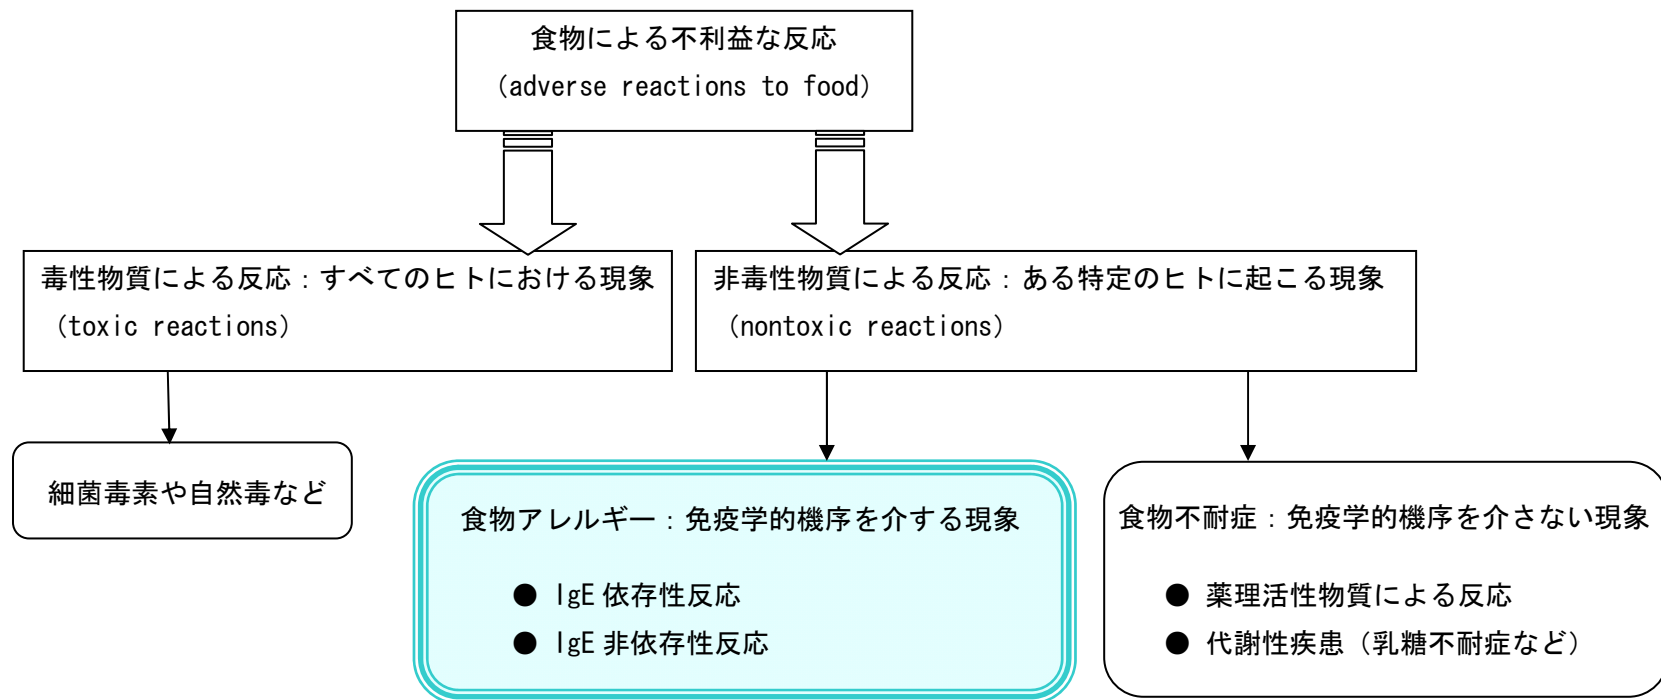 食物による不利益な反応
（adverse reactions to food）
毒性物質による反応：すべてのヒトにおける現象
（toxic reactions）
非毒性物質による反応：ある特定のヒトに起こる現象
（nontoxic reactions）
細菌毒素や自然毒など
食物アレルギー：免疫学的機序を介する現象
● IgE 依存性反応
● IgE 非依存性反応
食物不耐症：免疫学的機序を介さない現象
● 薬理活性物質による反応
● 代謝性疾患（乳糖不耐症など）